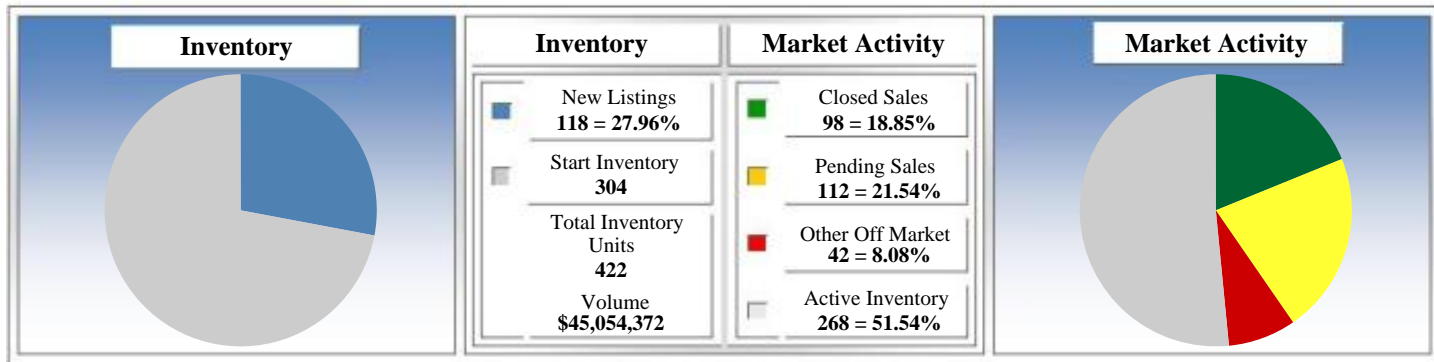 Inventory
Inventory
Market Activity
New Listings
118 = 27.96%
Start Inventory
304
Total Inventory
Units
422
Volume
$45,054,372
Closed Sales
98 = 18.85%
Pending Sales
112 = 21.54%
Other Off Market
42 = 8.08%
Active Inventory
268 = 51.54%
Market Activity